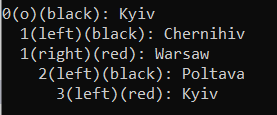 0(o)(black): Kyiv
1(left)(black): Chernihiv
1(right)(red): Warsaw
2(left)(black): Poltava
3(left)(red): Kyiv